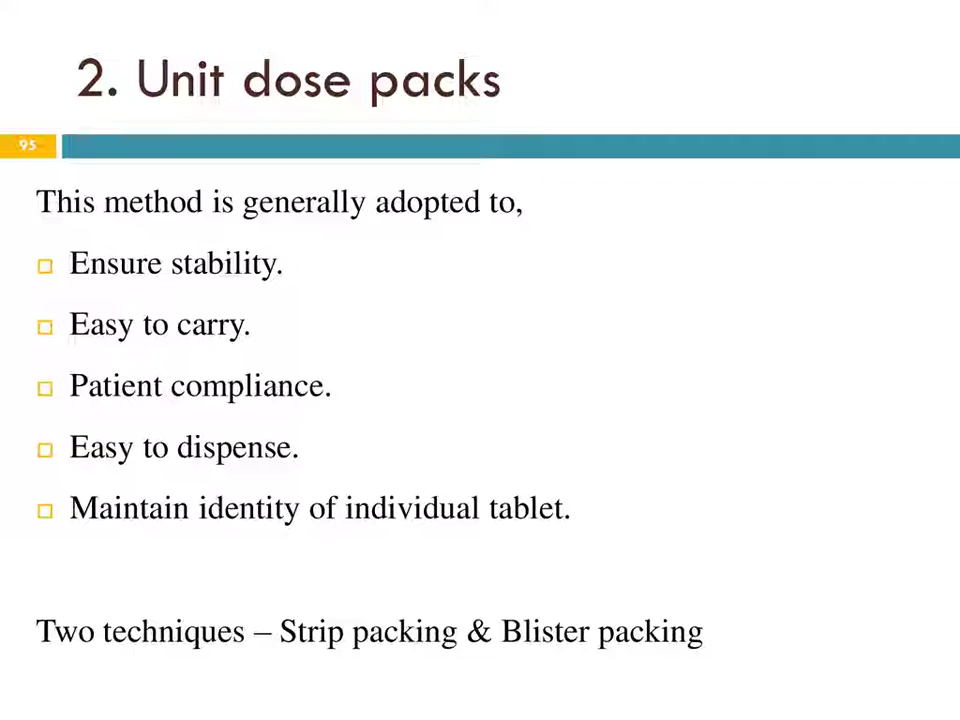 2. Unit dose packs
95
This method is generally adopted to,
Ensure stability.
Easy to carry.
Patient compliance.
Easy to dispense.
Maintain identity of individual tablet.
Two techniques – Strip packing & Blister packing